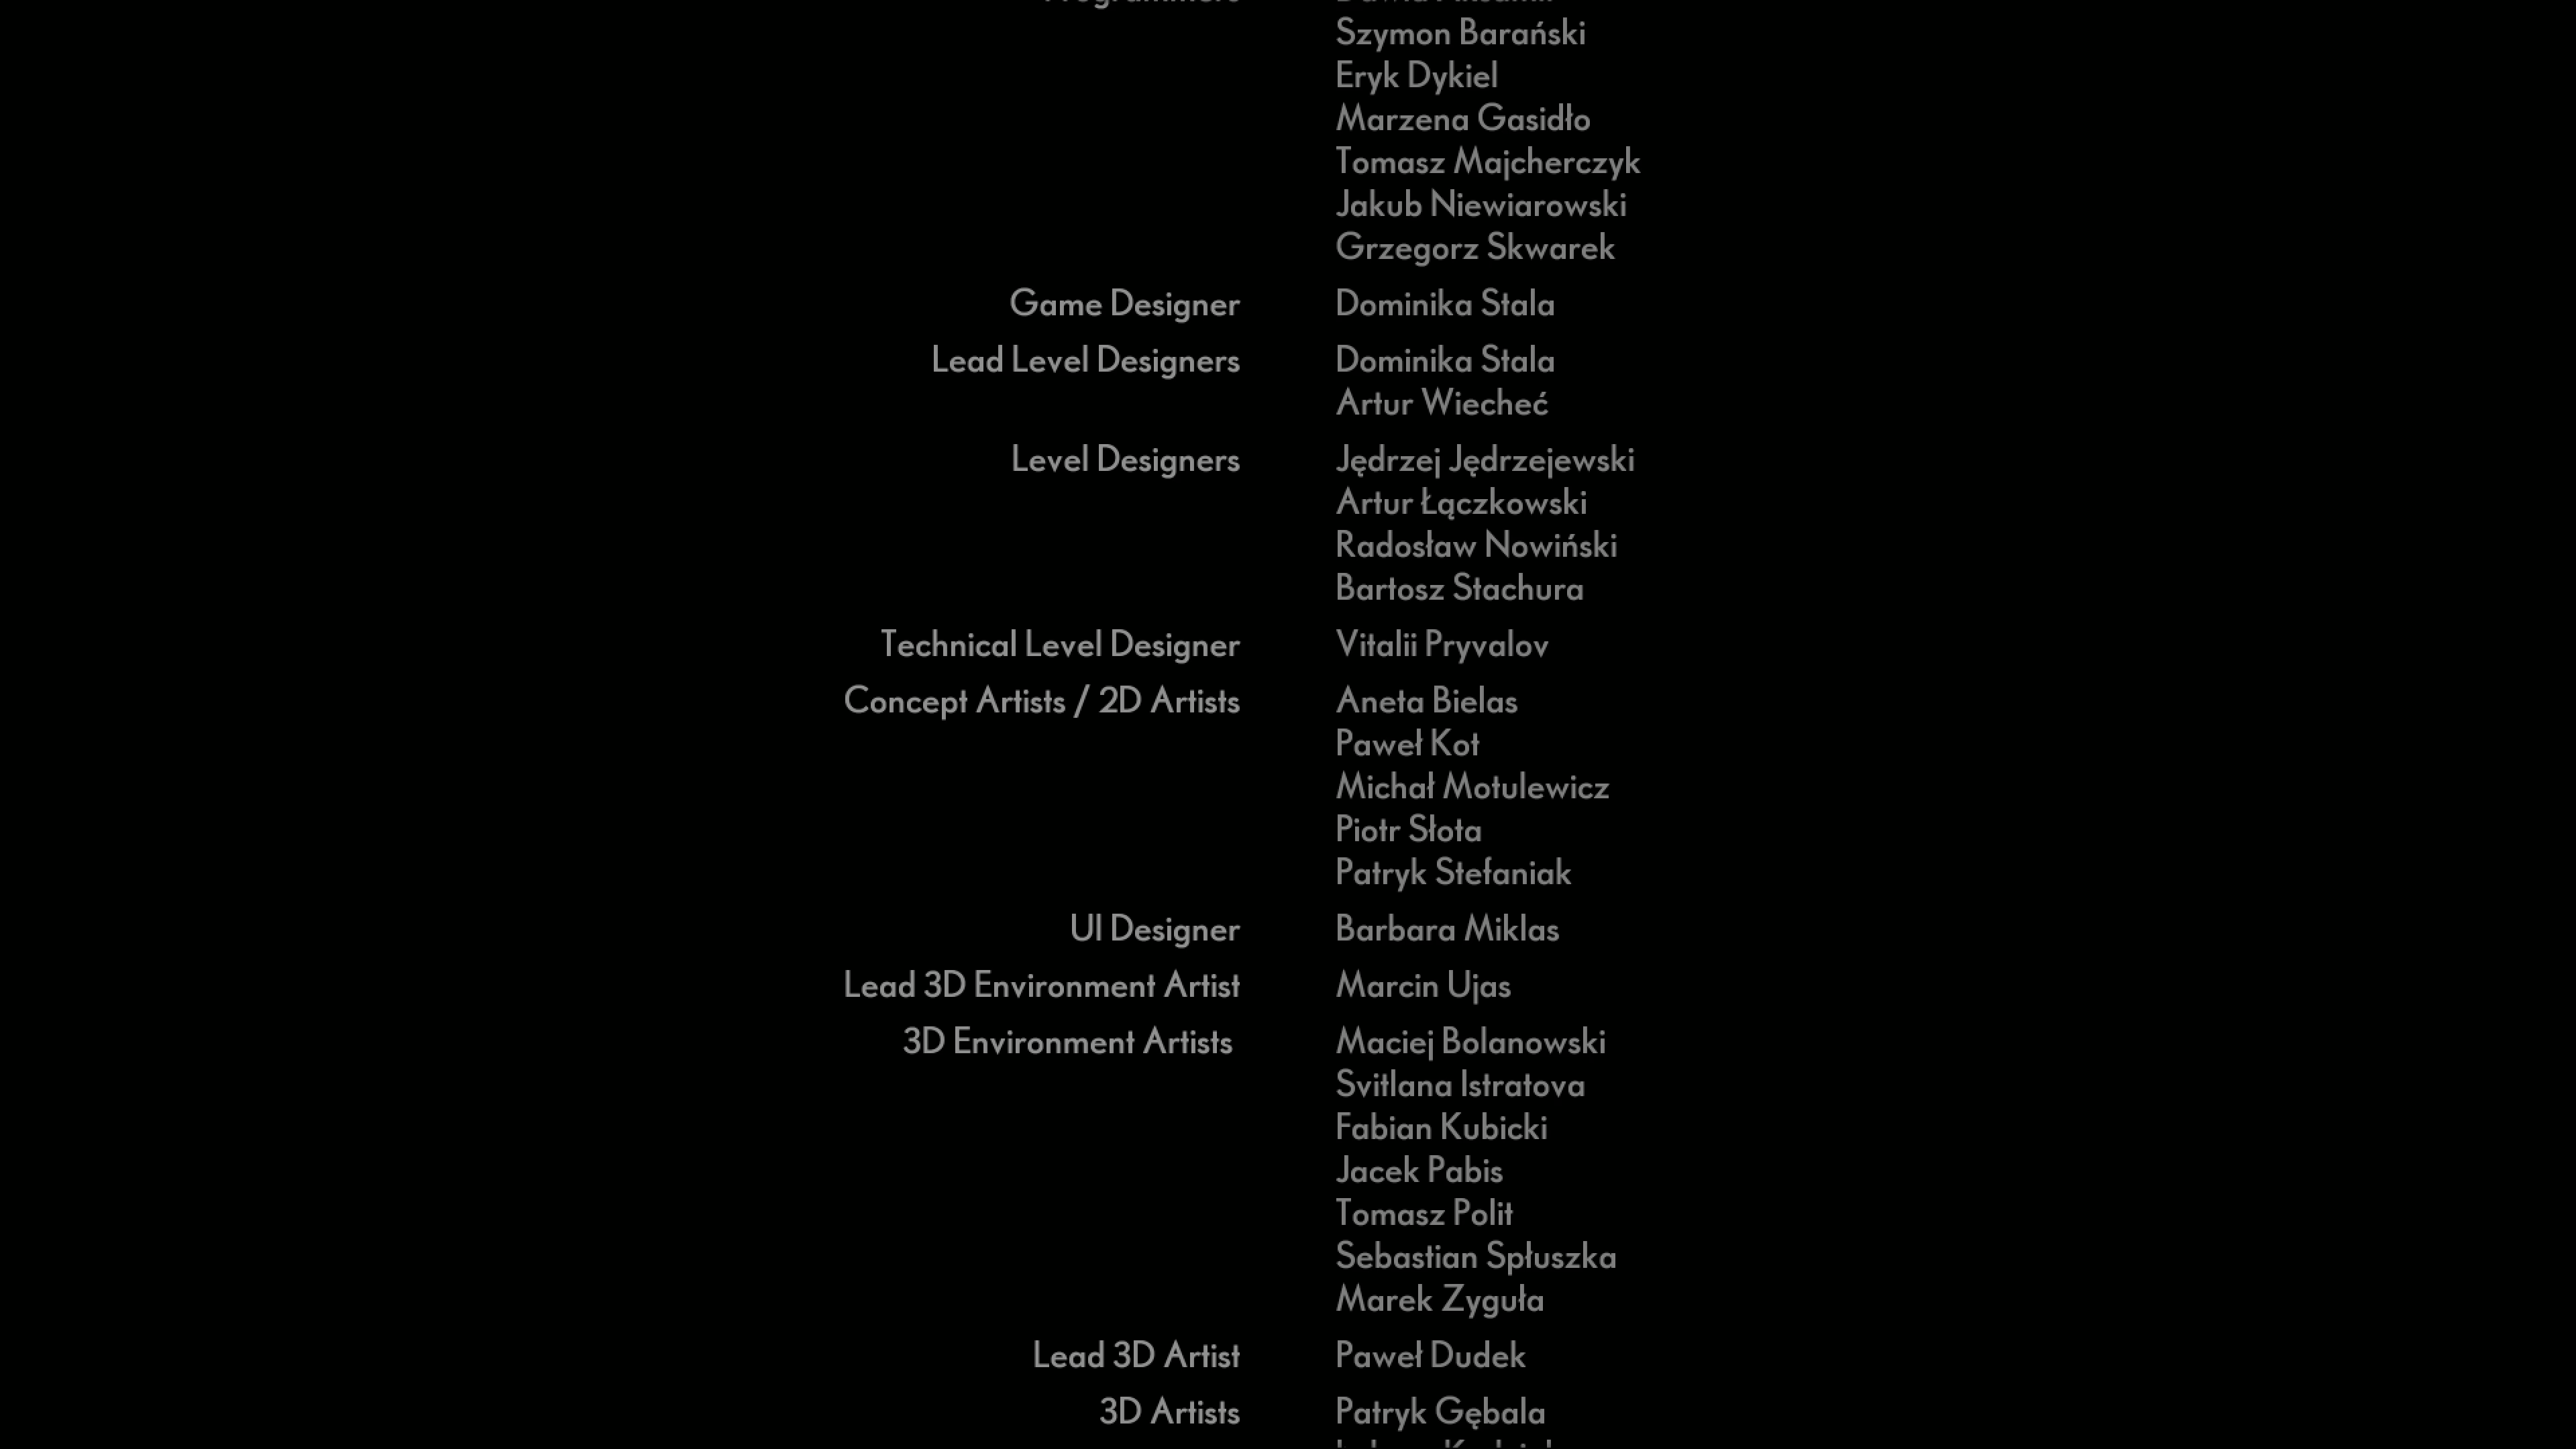 Programmers
Szymon Barański
Eryk Dykiel
Marzena Gasidło
Tomasz Majcherczyk
Jakub Niewiarowski
Grzegorz Skwarek
Game Designer Dominika Stala
Lead Level Designers Dominika Stala
Artur Wiecheć
Level Designers Jędrzej Jędrzejewski
Artur Łączkowski
Radosław Nowiński
Bartosz Stachura
Technical Level Designer Vitalii Pryvalov
Concept Artists / 2D Artists Aneta Bielas
Paweł Kot
Michał Motulewicz
Piotr Słota
Patryk Stefaniak
UI Designer Barbara Miklas
Lead 3D Environment Artist Marcin Ujas
3D Environment Artists Maciej Bolanowski
Svitlana Istratova
Fabian Kubicki
Jacek Pabis
Tomasz Polit
Sebastian Spłuszka
Marek Zyguła
Lead 3D Artist Paweł Dudek
3D Artists Patryk Gębala